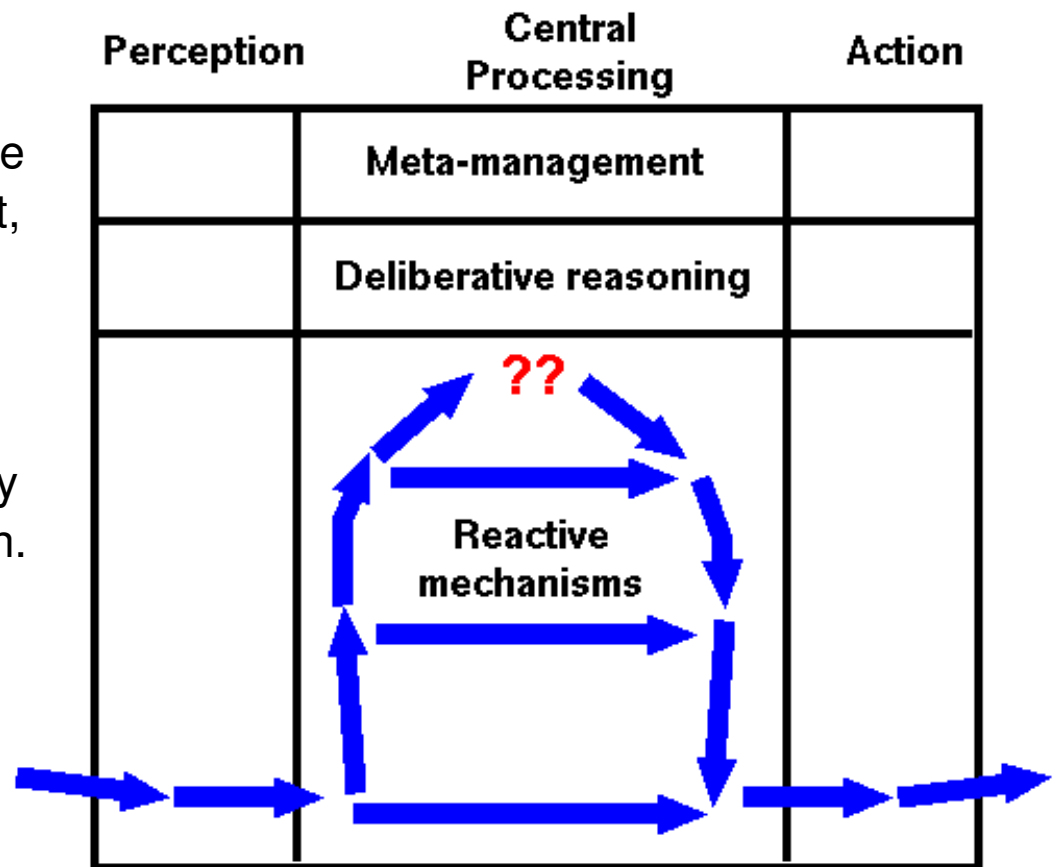 Perception
Central
Processing
Action
Meta-management
Deliberative reasoning
??
Reactive
mechanisms